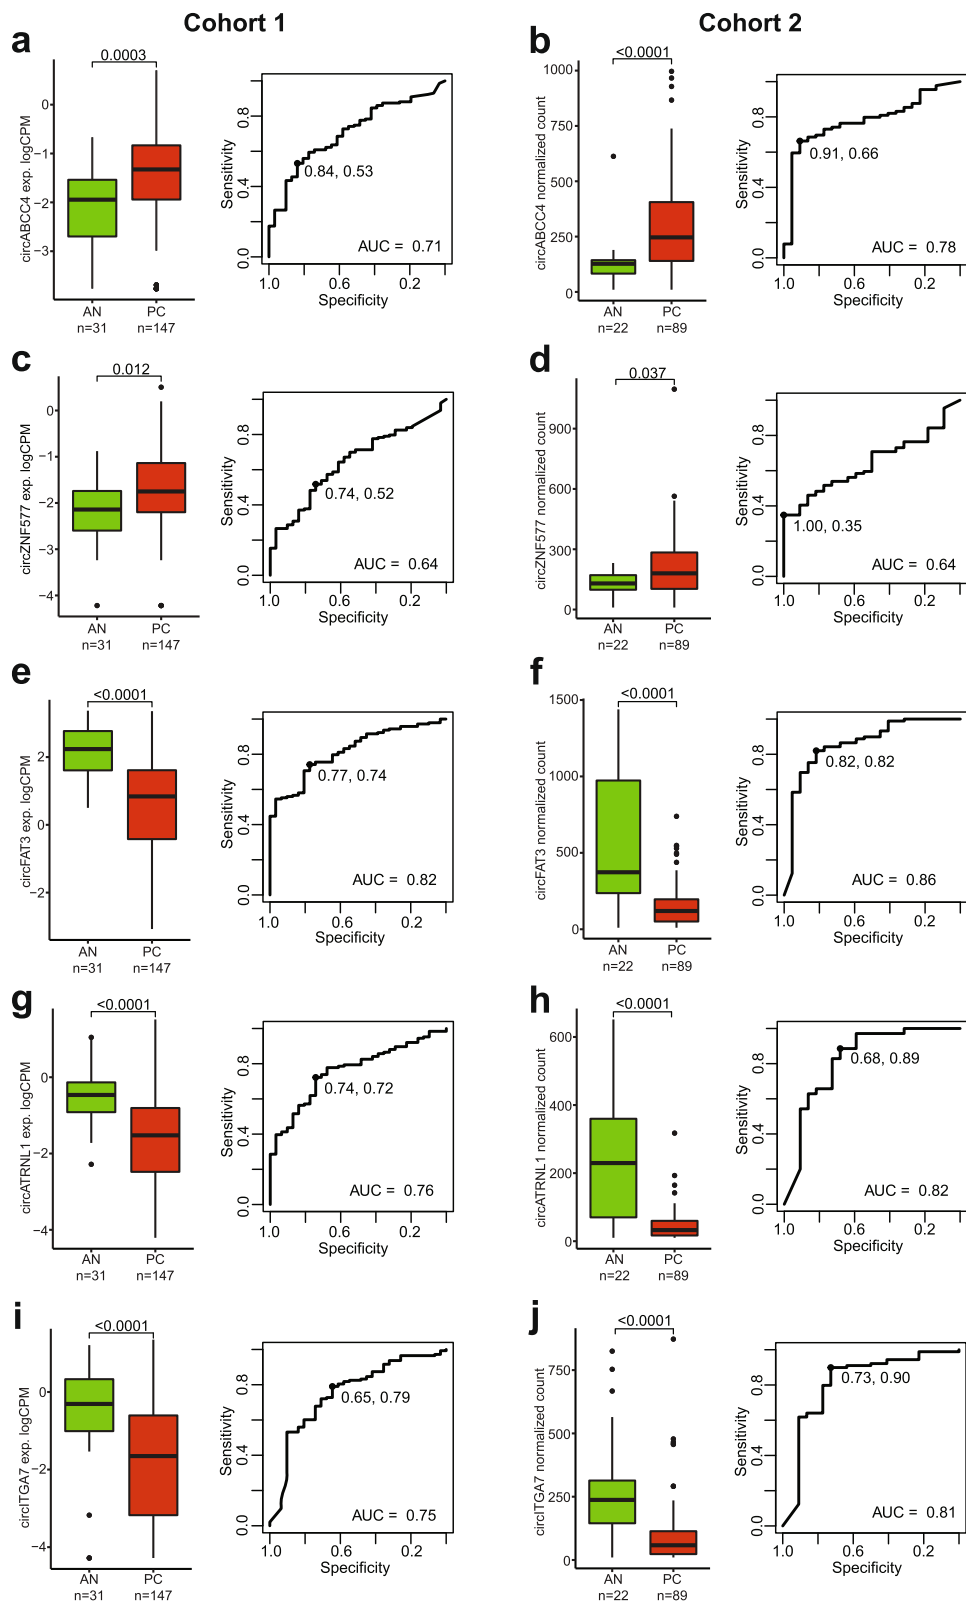 Cohort 1
Cohort 2
a
0.0003
circABCC4 exp. logCPM
0
−1
−2
−3
AN
n=31
PC
n=147
Sensitivity
0.0
0.4
0.8
0.84, 0.53
AUC = 0.71
1.0
0.6
0.2
Specificity
b
<0.0001
circABCC4 normalized count
1000
750
500
250
0
AN
n=22
PC
n=89
Sensitivity
0.0
0.4
0.8
0.91, 0.66
AUC = 0.78
1.0
0.6
0.2
Specificity
c
0.012
circZNF577 exp. logCPM
0
−1
−2
−3
−4
AN
n=31
PC
n=147
Sensitivity
0.0
0.4
0.8
0.74, 0.52
AUC = 0.64
1.0
0.6
0.2
Specificity
d
0.037
circZNF577 normalized count
900
600
300
0
AN
n=22
PC
n=89
Sensitivity
0.0
0.4
0.8
1.00, 0.35
AUC = 0.64
1.0
0.6
0.2
Specificity
e
<0.0001
circFAT3 exp. logCPM
2
0
−2
AN
n=31
PC
n=147
Sensitivity
0.0
0.4
0.8
0.77, 0.74
AUC = 0.82
1.0
0.6
0.2
Specificity
f
<0.0001
circFAT3 normalized count
1500
1000
500
0
AN
n=22
PC
n=89
Sensitivity
0.0
0.4
0.8
0.82, 0.82
AUC = 0.86
1.0
0.6
0.2
Specificity
g
<0.0001
circATRNL1 exp. logCPM
0
−2
−4
AN
n=31
PC
n=147
Sensitivity
0.0
0.4
0.8
0.74, 0.72
AUC = 0.76
1.0
0.6
0.2
Specificity
h
<0.0001
circATRNL1 normalized count
600
400
200
0
AN
n=22
PC
n=89
Sensitivity
0.0
0.4
0.8
0.68, 0.89
AUC = 0.82
1.0
0.6
0.2
Specificity
i
<0.0001
circITGA7 exp. logCPM
0
−2
−4
AN
n=31
PC
n=147
Sensitivity
0.0
0.4
0.8
0.65, 0.79
AUC = 0.75
1.0
0.6
0.2
Specificity
j
<0.0001
circITGA7 normalized count
750
500
250
0
AN
n=22
PC
n=89
Sensitivity
0.0
0.4
0.8
0.73, 0.90
AUC = 0.81
1.0
0.6
0.2
Specificity